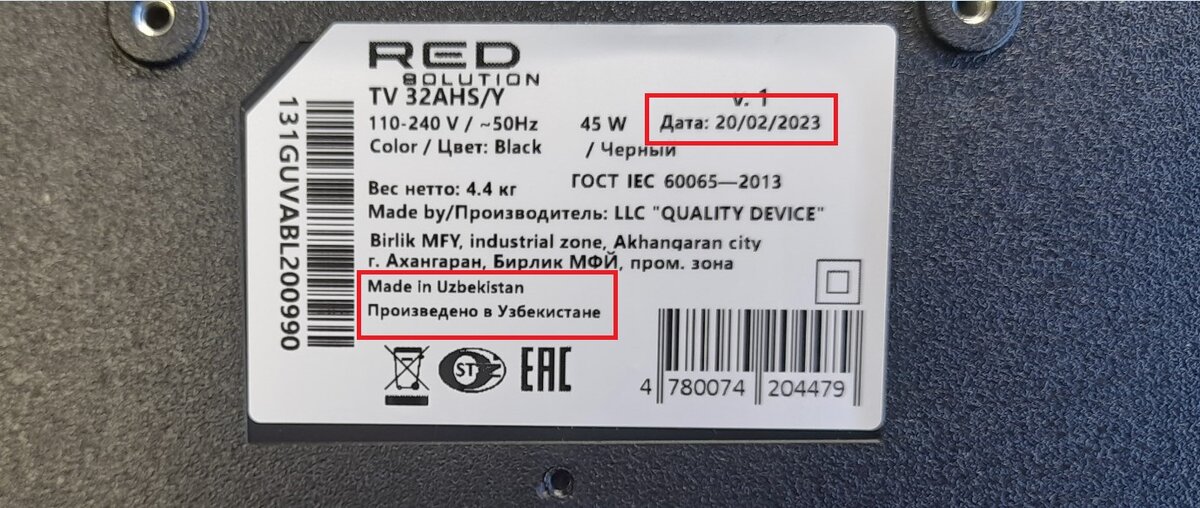 RED
SOLUTION
TV 32AHS/Y v. 1
110-240 V / ~50Hz 45 W Дата: 20/02/2023
Color / Цвет: Black / Черный
Вес нетто: 4.4 кг ГОСТ IEC 60065—2013
Made by/Производитель: LLC "QUALITY DEVICE"
Birlik MFY, industrial zone, Akhangaran city
г. Ахангаран, Бирлик МФЙ, пром. зона
Made in Uzbekistan
Произведено в Узбекистане
ST
EAC
4 780074 204479
131GUVABL200990